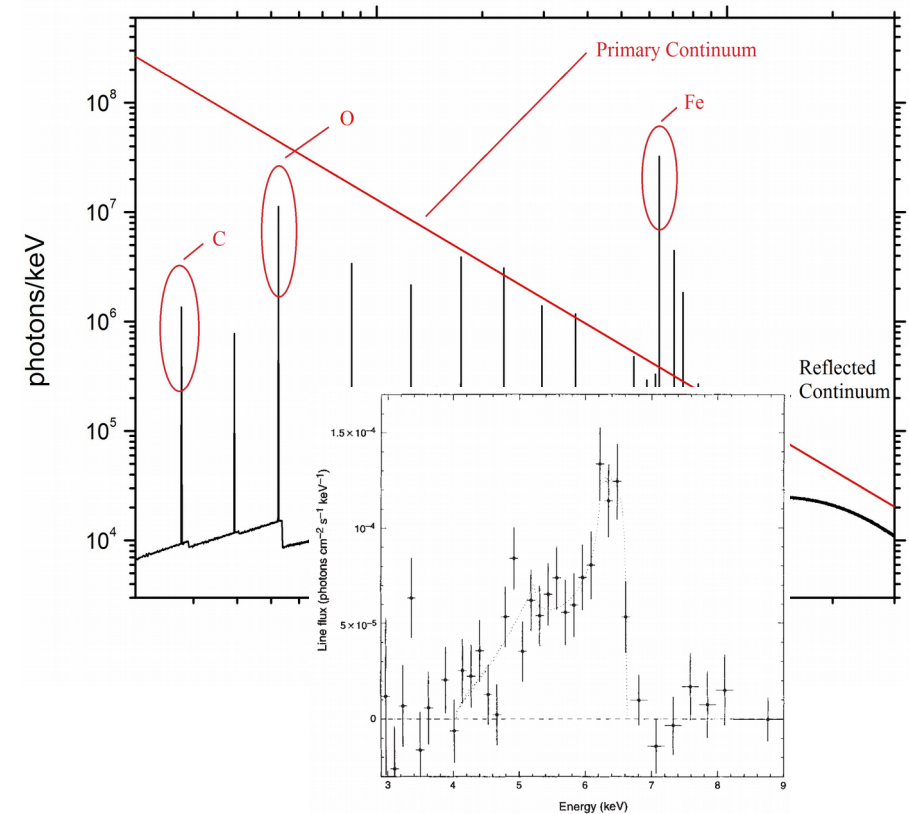 Primary Continuum
Fe
O
C
10⁸
10⁷
10⁶
10⁵
10⁴
photons/keV
Reflected
Continuum
1.5×10⁻⁴
10⁻⁴
5×10⁻⁵
0
Line flux (photons cm⁻² s⁻¹ keV⁻¹)
3 4 5 6 7 8 9
Energy (keV)